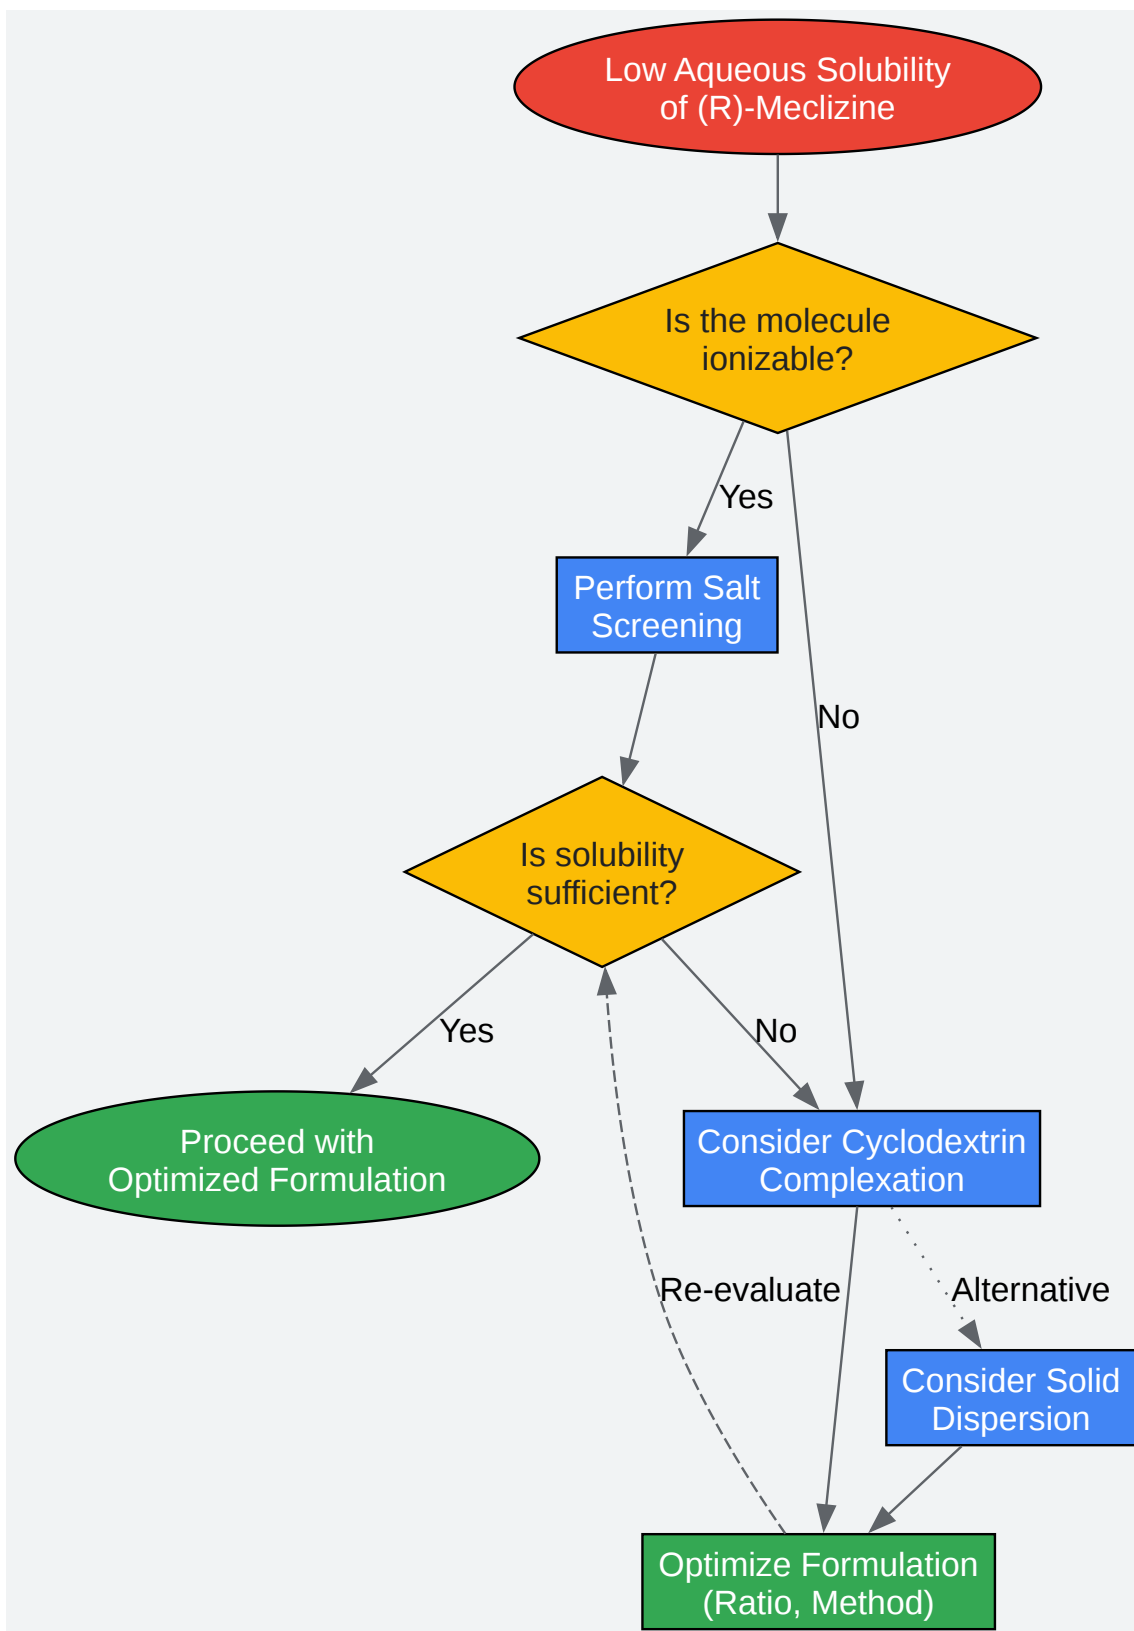 Low Aqueous Solubility
of (R)-Meclizine
Is the molecule
ionizable?
Yes
Perform Salt
Screening
No
Is solubility
sufficient?
Yes
No
Proceed with
Optimized Formulation
Consider Cyclodextrin
Complexation
Re-evaluate
Alternative
Consider Solid
Dispersion
Optimize Formulation
(Ratio, Method)